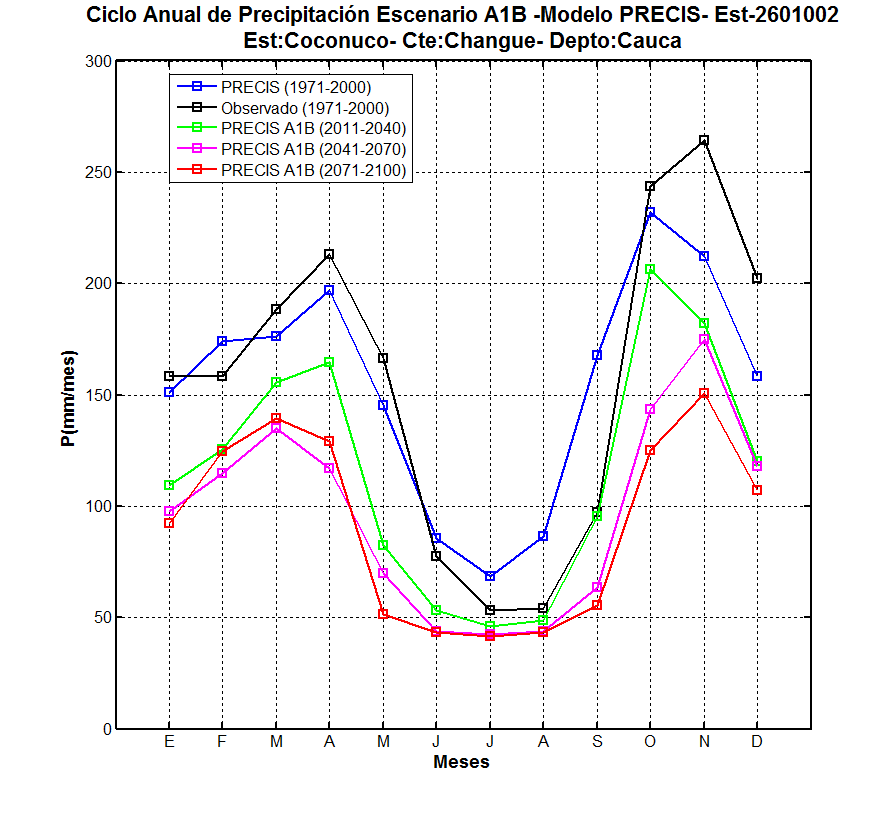 Ciclo Anual de Precipitación Escenario A1B -Modelo PRECIS- Est-2601002
Est:Coconuco- Cte:Changue- Depto:Cauca
PRECIS (1971-2000)
Observado (1971-2000)
PRECIS A1B (2011-2040)
PRECIS A1B (2041-2070)
PRECIS A1B (2071-2100)
300
250
200
150
100
50
0
P(mm/mes)
E F M A M J J A S O N D
Meses